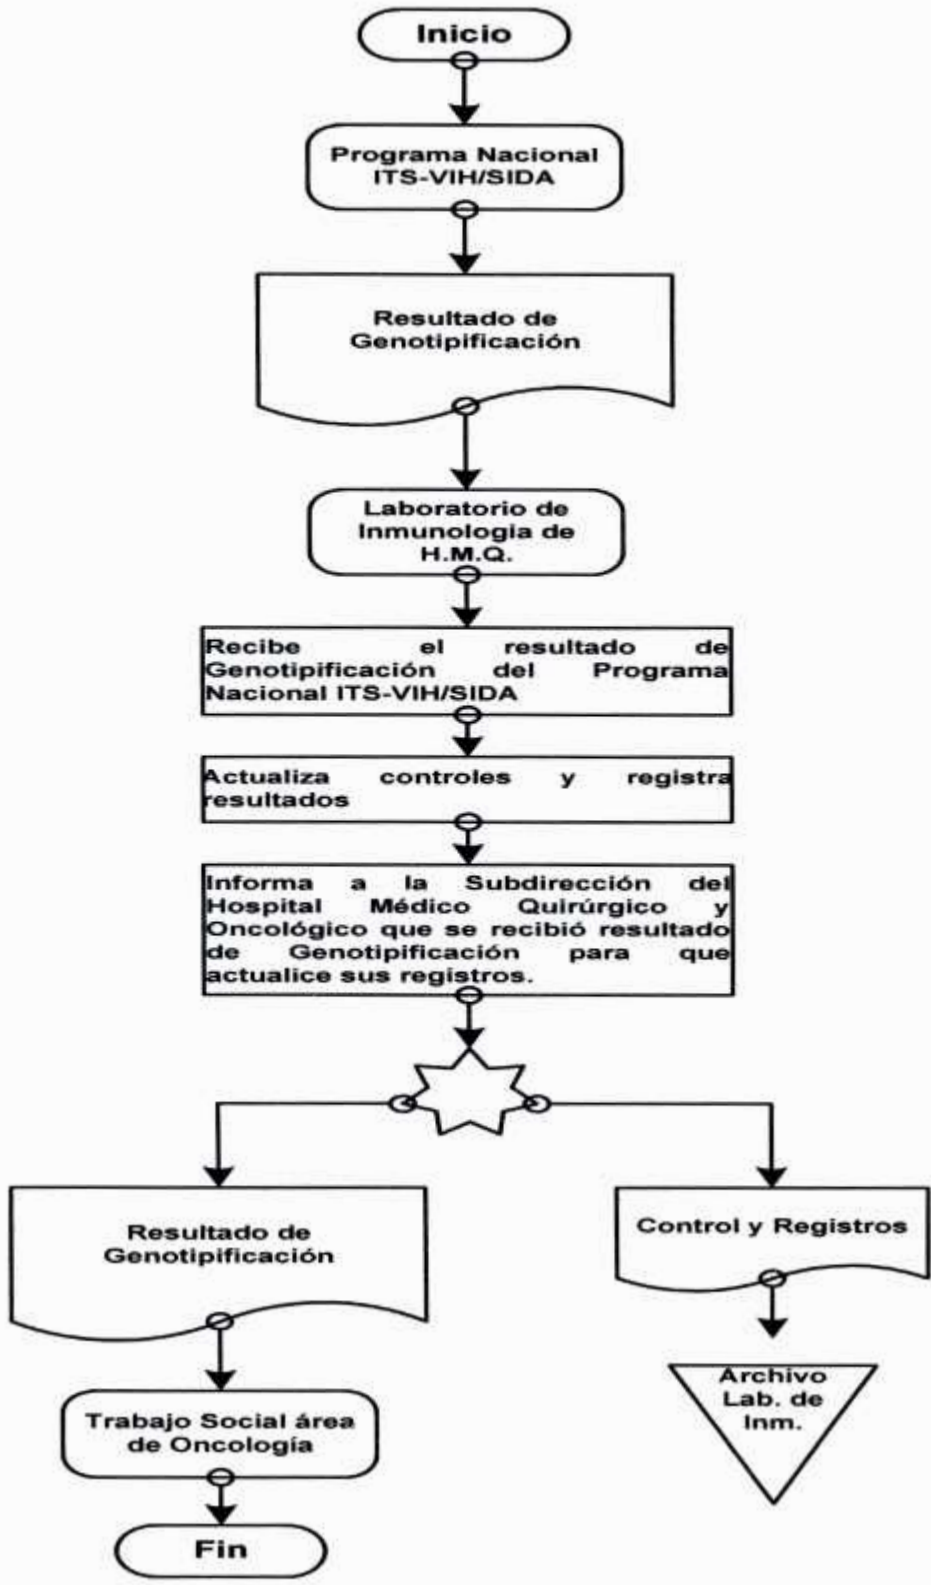 Inicio
Programa Nacional
ITS-VIH/SIDA
Resultado de
Genotipificación
Laboratorio de
Inmunologia de
H.M.Q.
Recibe el resultado de
Genotipificación del Programa
Nacional ITS-VIH/SIDA
Actualiza controles y registra
resultados
Informa a la Subdirección del
Hospital Médico Quirúrgico y
Oncológico que se recibió resultado
de Genotipificación para que
actualice sus registros.
Resultado de
Genotipificación
Control y Registros
Archivo
Lab. de
Inm.
Trabajo Social área
de Oncología
Fin